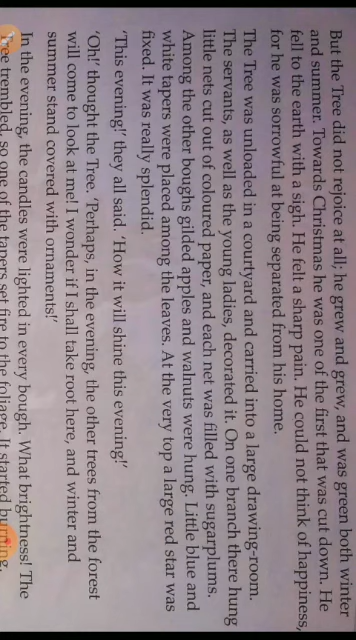 But the Tree did not rejoice at all; he grew and grew, and was green both winter
and summer. Towards Christmas he was one of the first that was cut down. He
fell to the earth with a sigh. He felt a sharp pain. He could not think of happiness,
for he was sorrowful at being separated from his home.
The Tree was unloaded in a courtyard and carried into a large drawing-room.
The servants, as well as the young ladies, decorated it. On one branch there hung
little nets cut out of coloured paper, and each net was filled with sugarplums.
Among the other boughs gilded apples and walnuts were hung. Little blue and
white tapers were placed among the leaves. At the very top a large red star was
fixed. It was really splendid.
'This evening!' they all said. 'How it will shine this evening!'
'Oh!' thought the Tree. 'Perhaps, in the evening, the other trees from the forest
will come to look at me! I wonder if I shall take root here, and winter and
summer stand covered with ornaments!'
In the evening, the candles were lighted in every bough. What brightness! The
Tree trembled, so one of the tapers set fire to the foliage. It started burning,